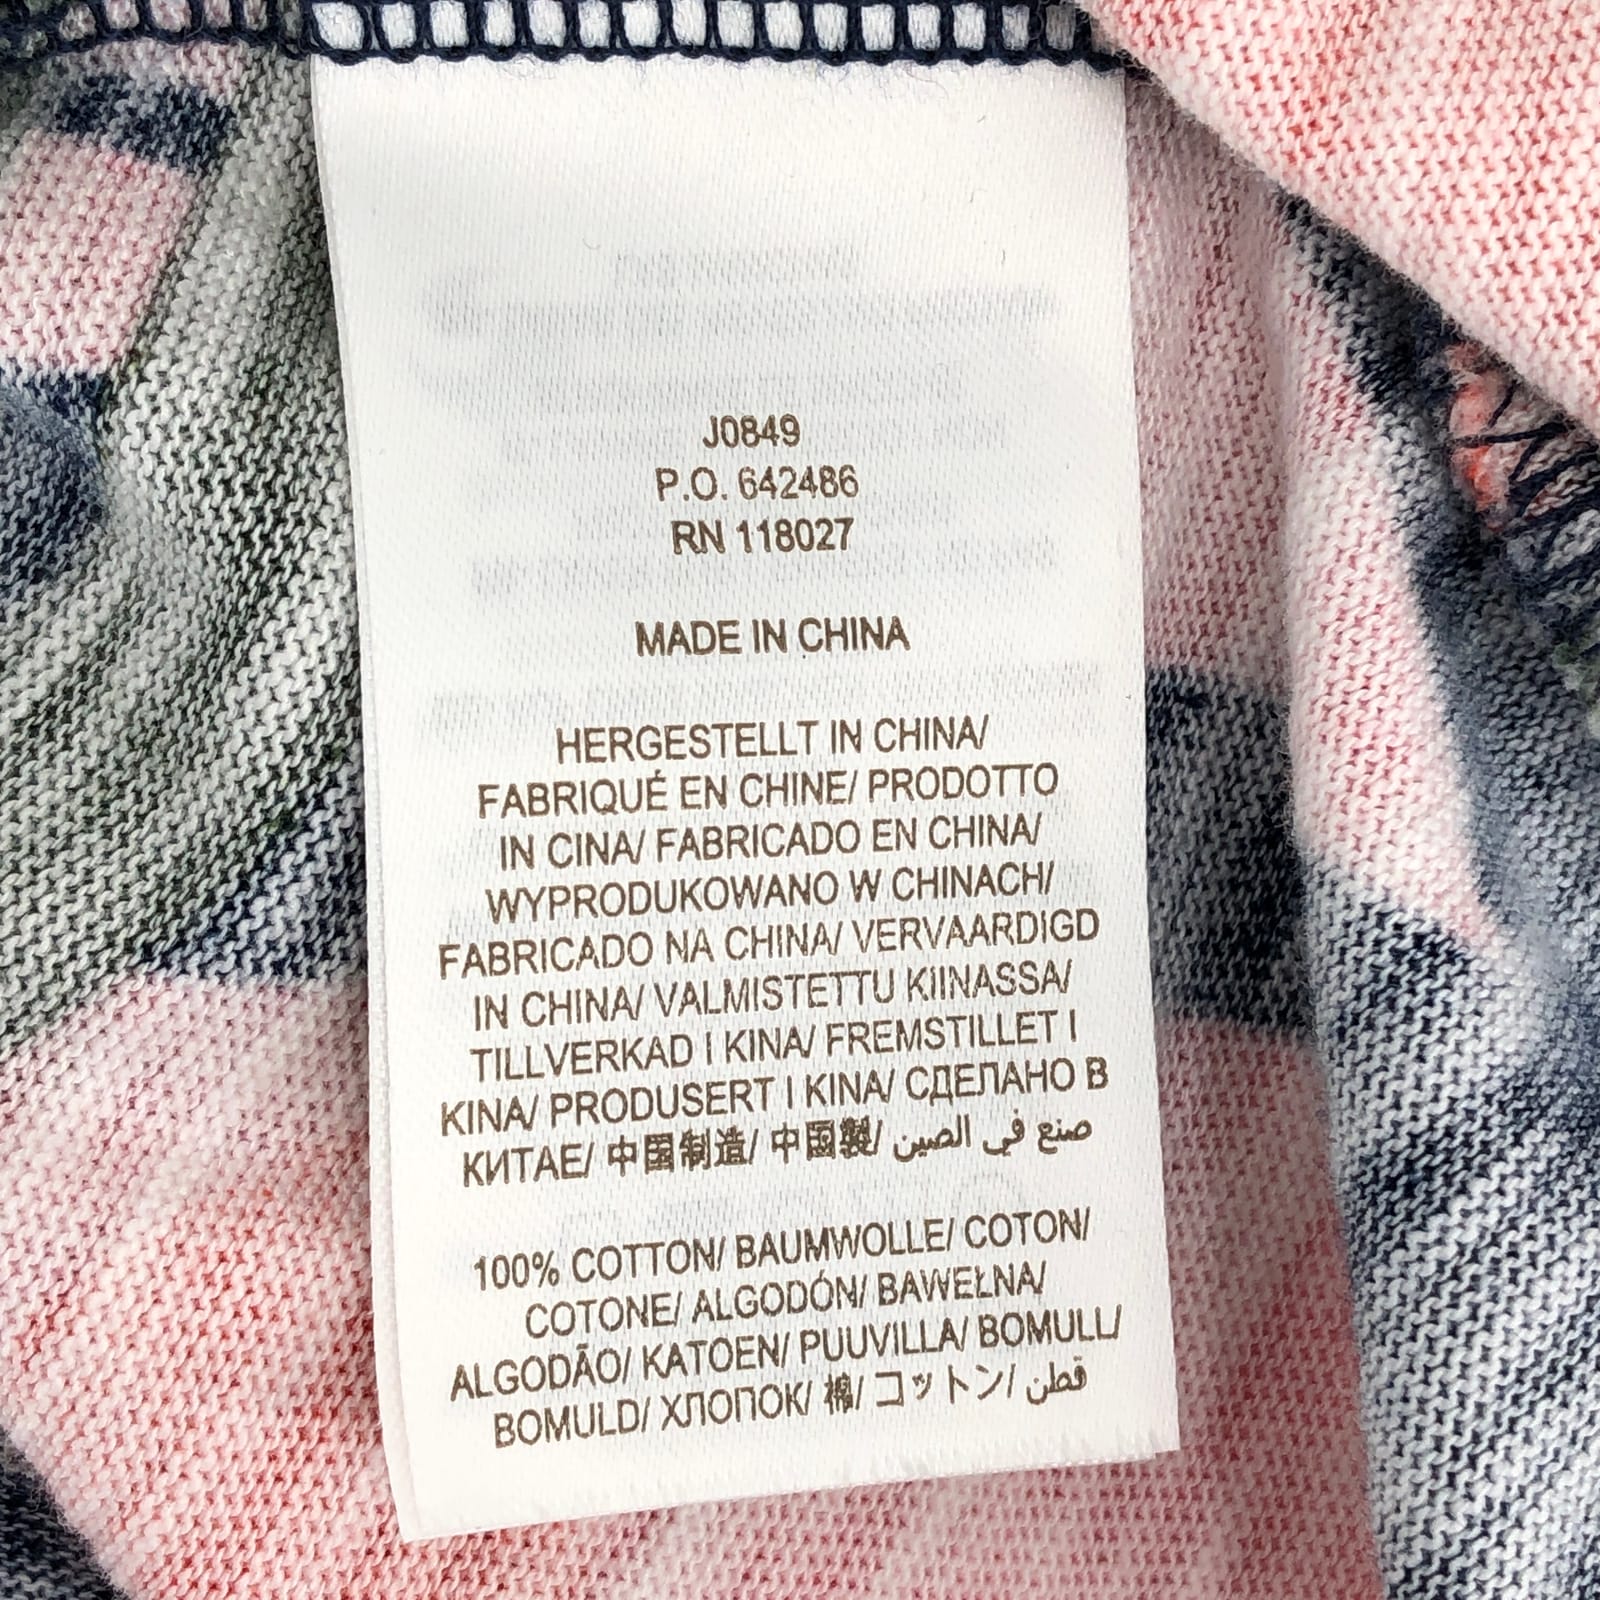 J0849
P.O. 642486
RN 118027
MADE IN CHINA
HERGESTELLT IN CHINA/
FABRIQUÉ EN CHINE/ PRODOTTO
IN CINA/ FABRICADO EN CHINA/
WYPRODUKOWANO W CHINACH/
FABRICADO NA CHINA/ VERVAARDIGD
IN CHINA/ VALMISTETTU KIINASSA/
TILLVERKAD I KINA/ FREMSTILLET I
KINA/ PRODUSERT I KINA/ СДЕЛАНО В
КИТАЕ/ 中国制造/ 中国製/ صنع في الصين
100% COTTON/ BAUMWOLLE/ COTON/
COTONE/ ALGODÓN/ BAWEŁNA/
ALGODÃO/ KATOEN/ PUUVILLA/ BOMULL/
BOMULD/ ХЛОПОК/ 棉/ コットン/ قطن